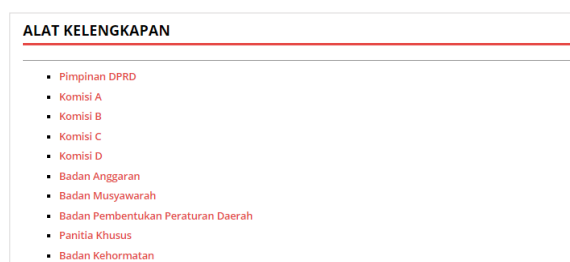 ALAT KELENGKAPAN
Pimpinan DPRD
Komisi A
Komisi B
Komisi C
Komisi D
Badan Anggaran
Badan Musyawarah
Badan Pembentukan Peraturan Daerah
Panitia Khusus
Badan Kehormatan